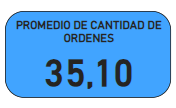 PROMEDIO DE CANTIDAD DE
ORDENES
35,10